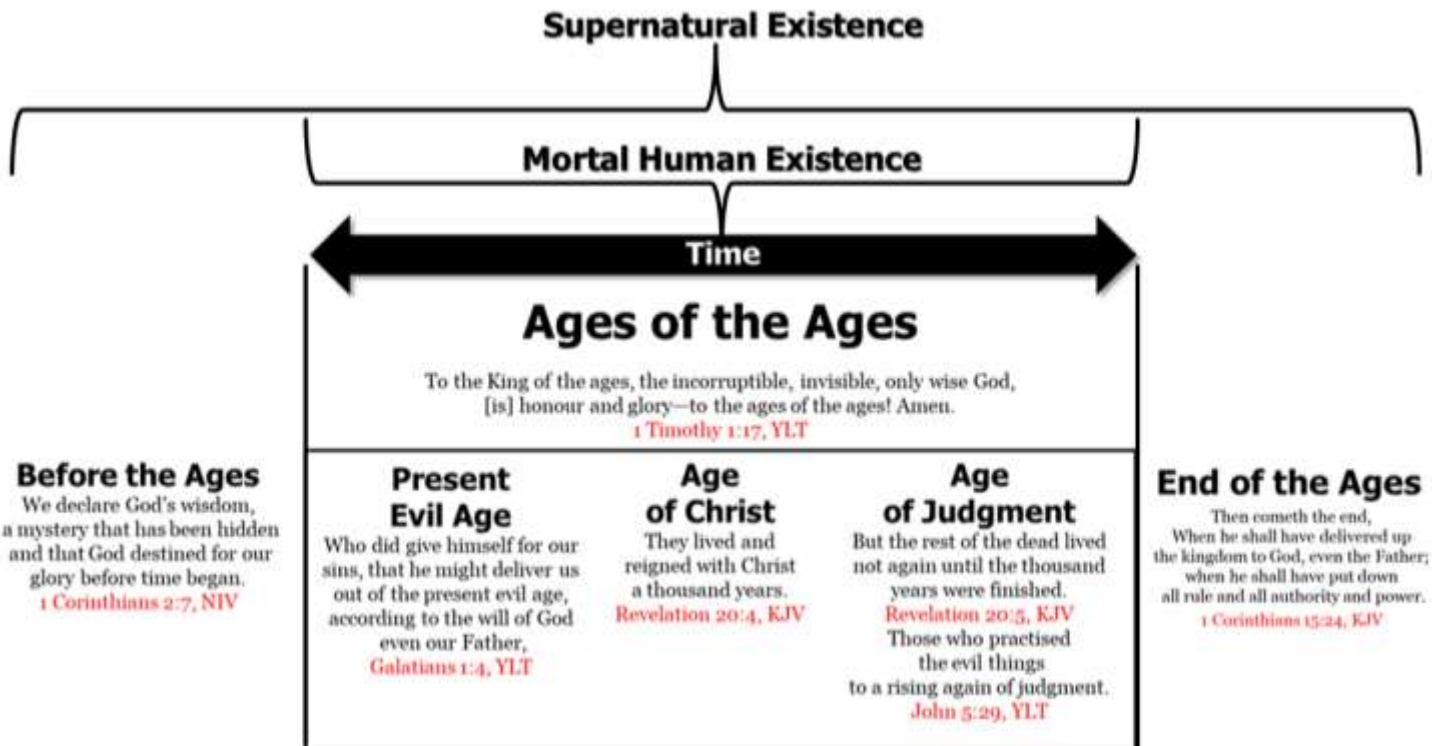 Supernatural Existence
Mortal Human Existence
Time
Ages of the Ages
To the King of the ages, the incorruptible, invisible, only wise God,
[is] honour and glory—to the ages of the ages! Amen.
1 Timothy 1:17, YLT
Before the Ages
We declare God's wisdom,
a mystery that has been hidden
and that God destined for our
glory before time began.
1 Corinthians 2:7, NIV
Present
Evil Age
Who did give himself for our
sins, that he might deliver us
out of the present evil age,
according to the will of God
even our Father,
Galatians 1:4, YLT
Age
of Christ
They lived and
reigned with Christ
a thousand years.
Revelation 20:4, KJV
Age
of Judgment
But the rest of the dead lived
not again until the thousand
years were finished.
Revelation 20:5, KJV
Those who practised
the evil things
to a rising again of judgment.
John 5:29, YLT
End of the Ages
Then cometh the end,
When he shall have delivered up
the kingdom to God, even the Father;
when he shall have put down
all rule and all authority and power.
1 Corinthians 15:24, KJV